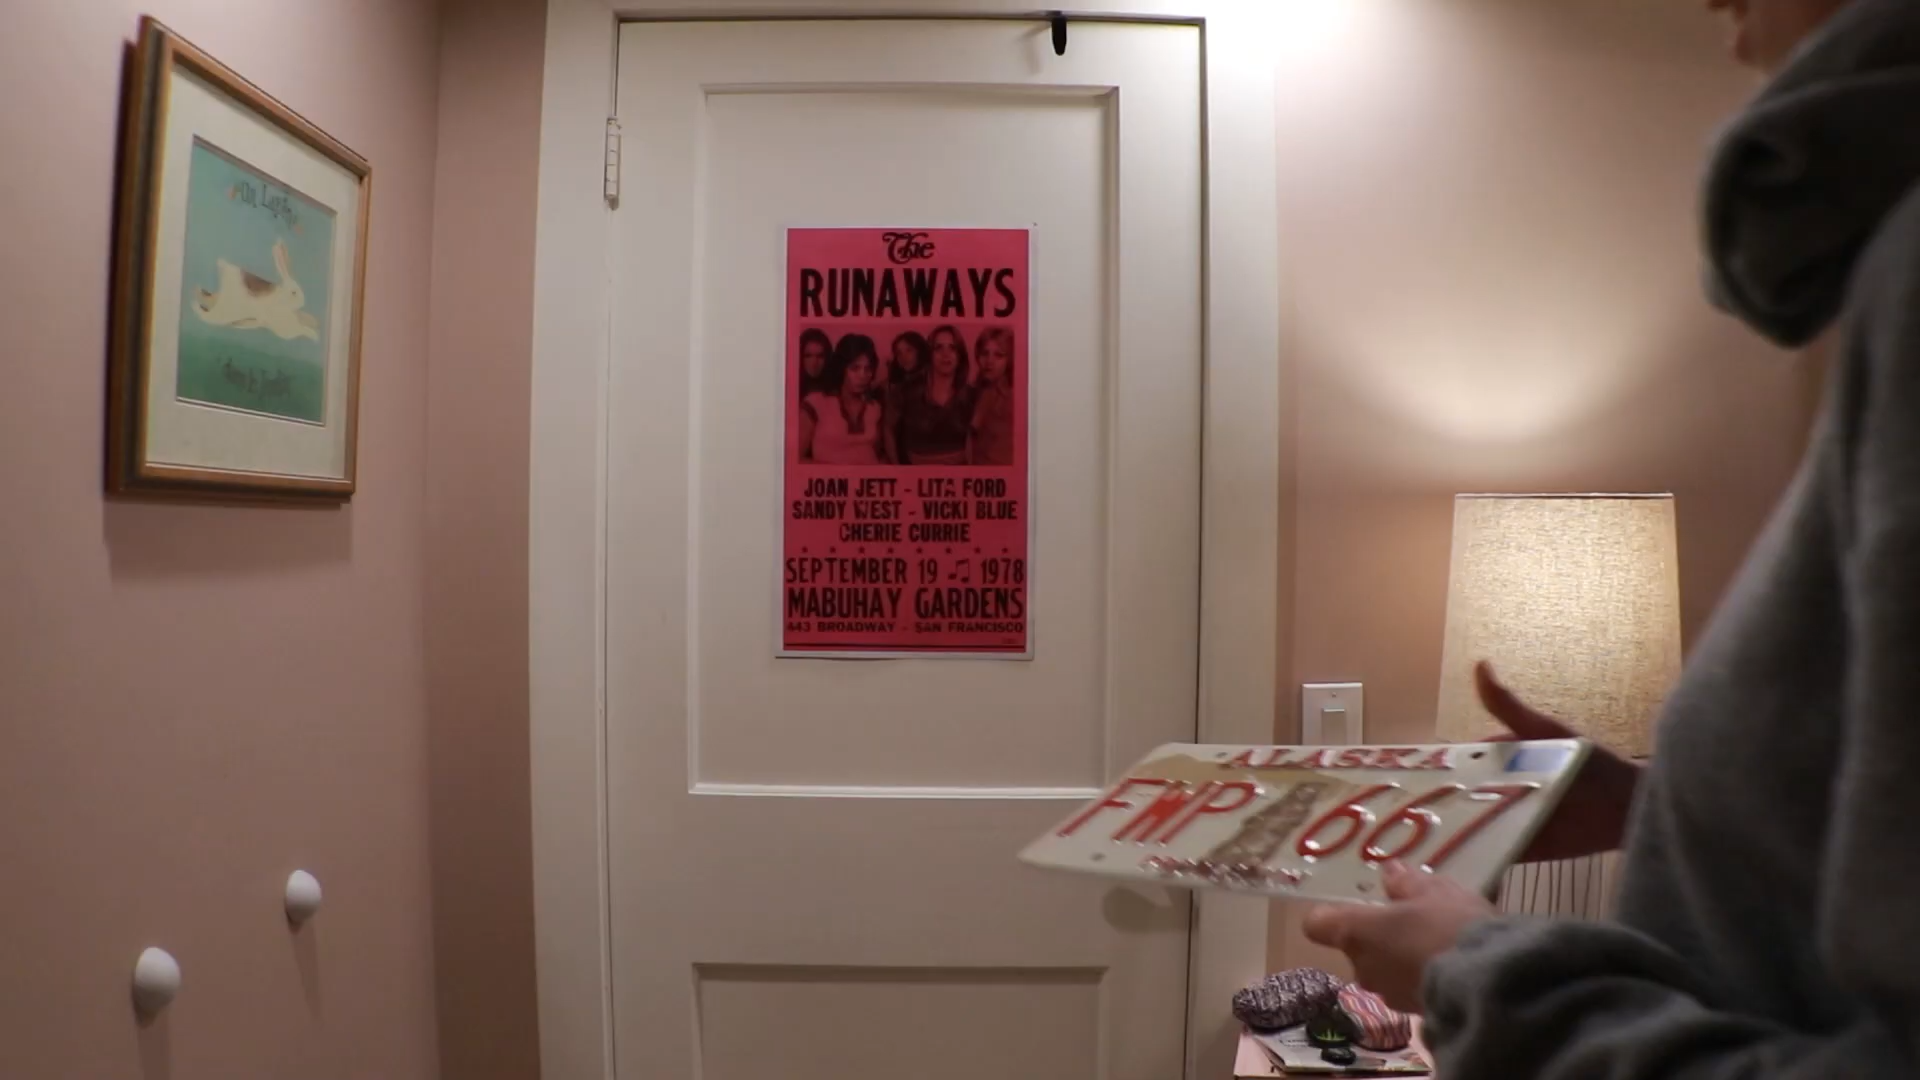 The
RUNAWAYS
JOAN JETT - LITA FORD
SANDY WEST - VICKI BLUE
CHERIE CURRIE
SEPTEMBER 19 ♫ 1978
MABUHAY GARDENS
443 BROADWAY - SAN FRANCISCO
ALASKA
FWP 667